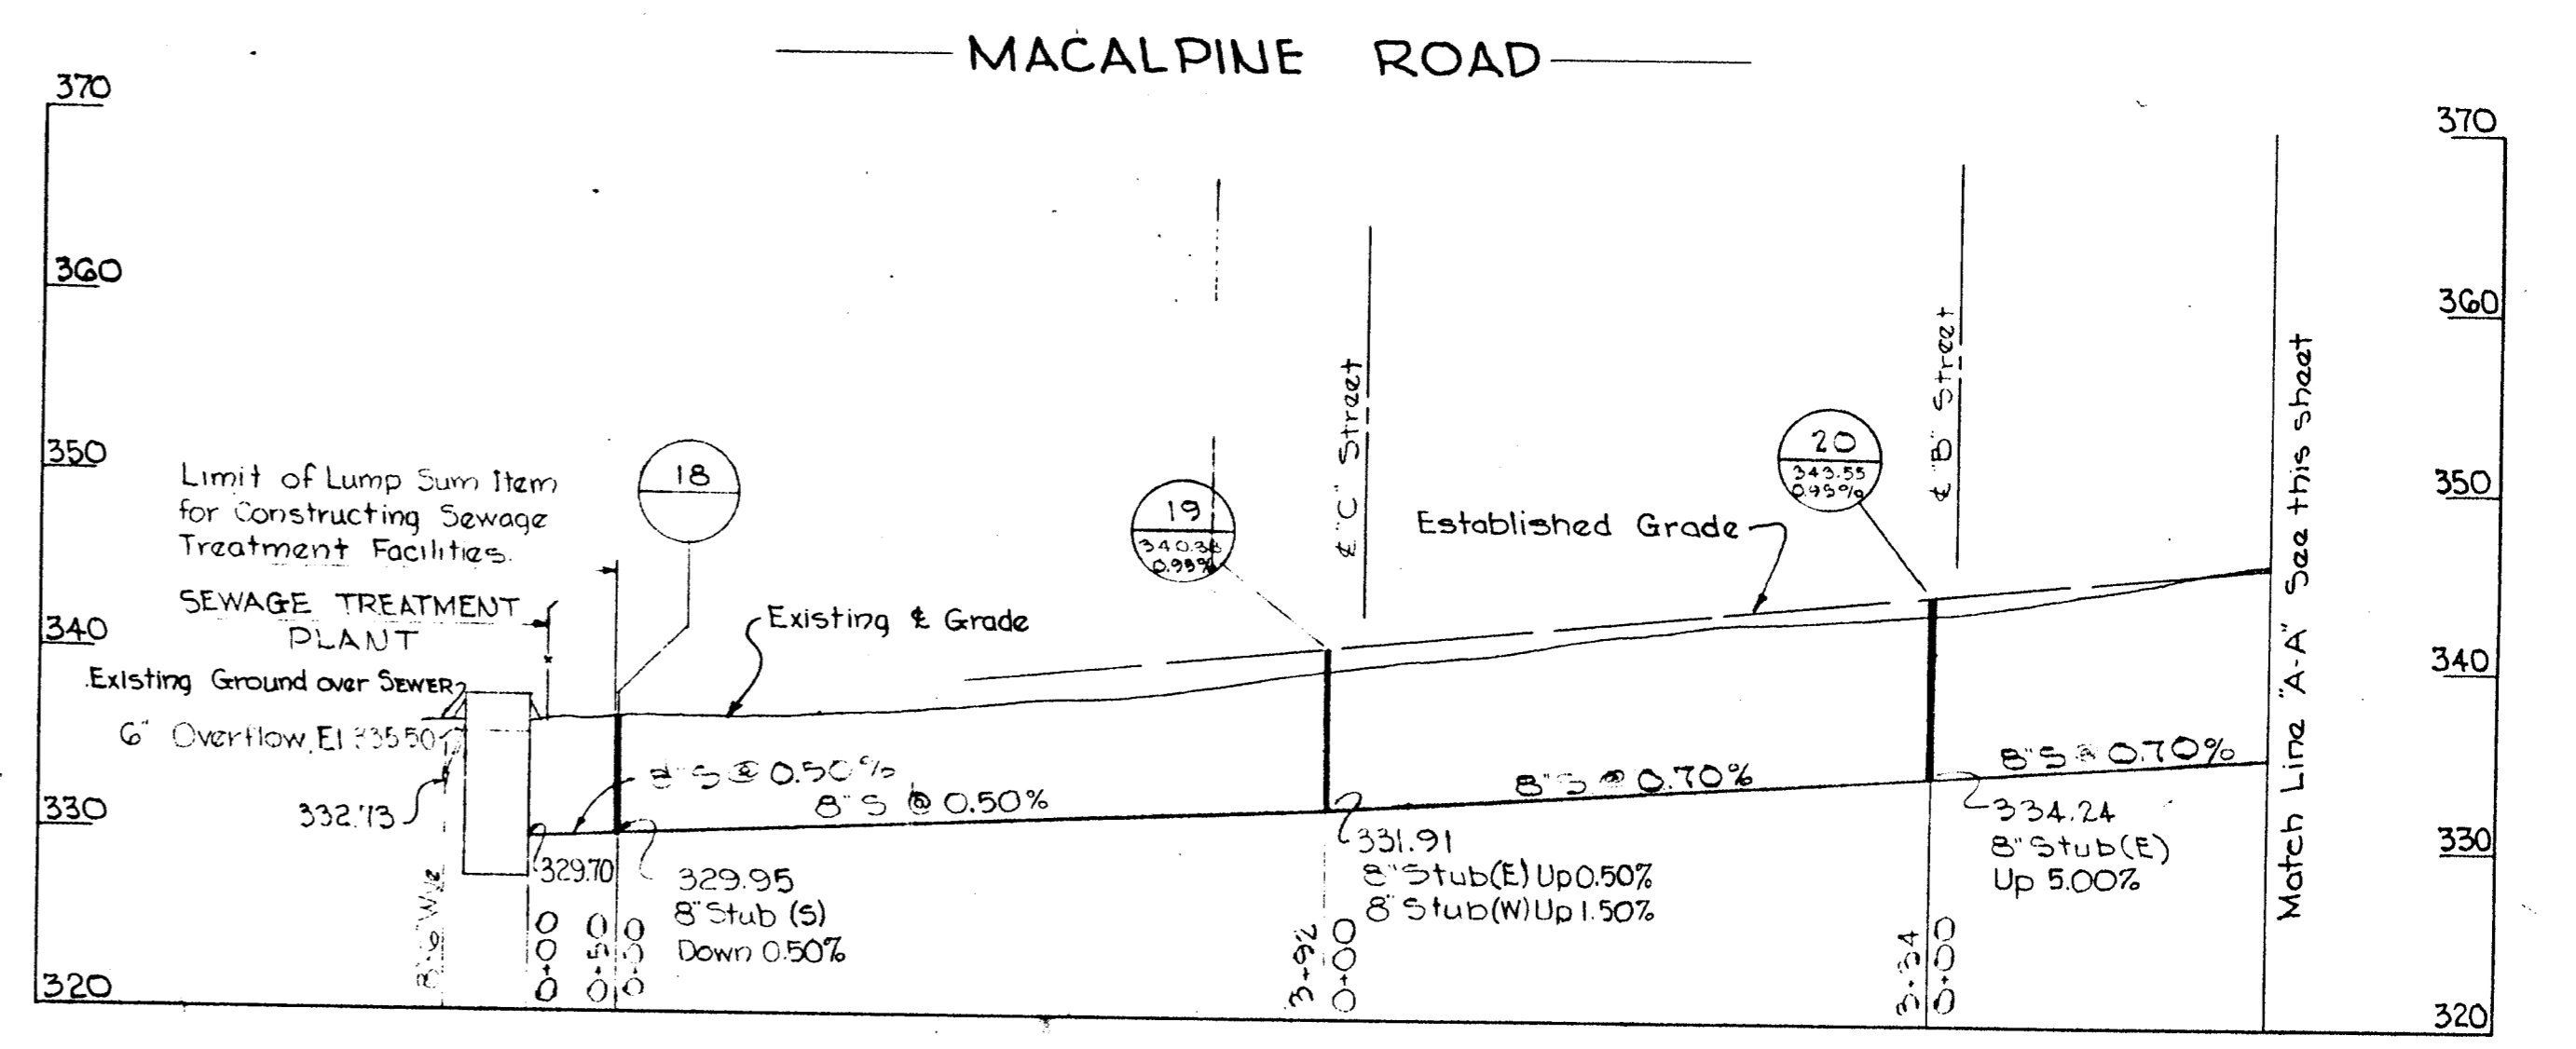 MACALPINE ROAD
370
360
350
340
330
320
370
360
350
340
330
320
Limit of Lump Sum Item
for Constructing Sewage
Treatment Facilities.
SEWAGE TREATMENT
PLANT
Existing Ground over SEWER
6" Overflow, El 335.50
332.73
18
Existing ℄ Grade
8" S @ 0.50%
8" S @ 0.50%
329.70
329.95
8" Stub (S)
Down 0.50%
0+00
0+50
19
340.38
0.95%
℄ "C" Street
Established Grade
20
343.55
0.95%
℄ "B" Street
8" S @ 0.70%
8" S @ 0.70%
331.91
8" Stub(E) Up 0.50%
8" Stub(W) Up 1.50%
334.24
8" Stub(E)
Up 5.00%
3+92
0+00
3+34
0+00
Match Line "A-A" See this sheet